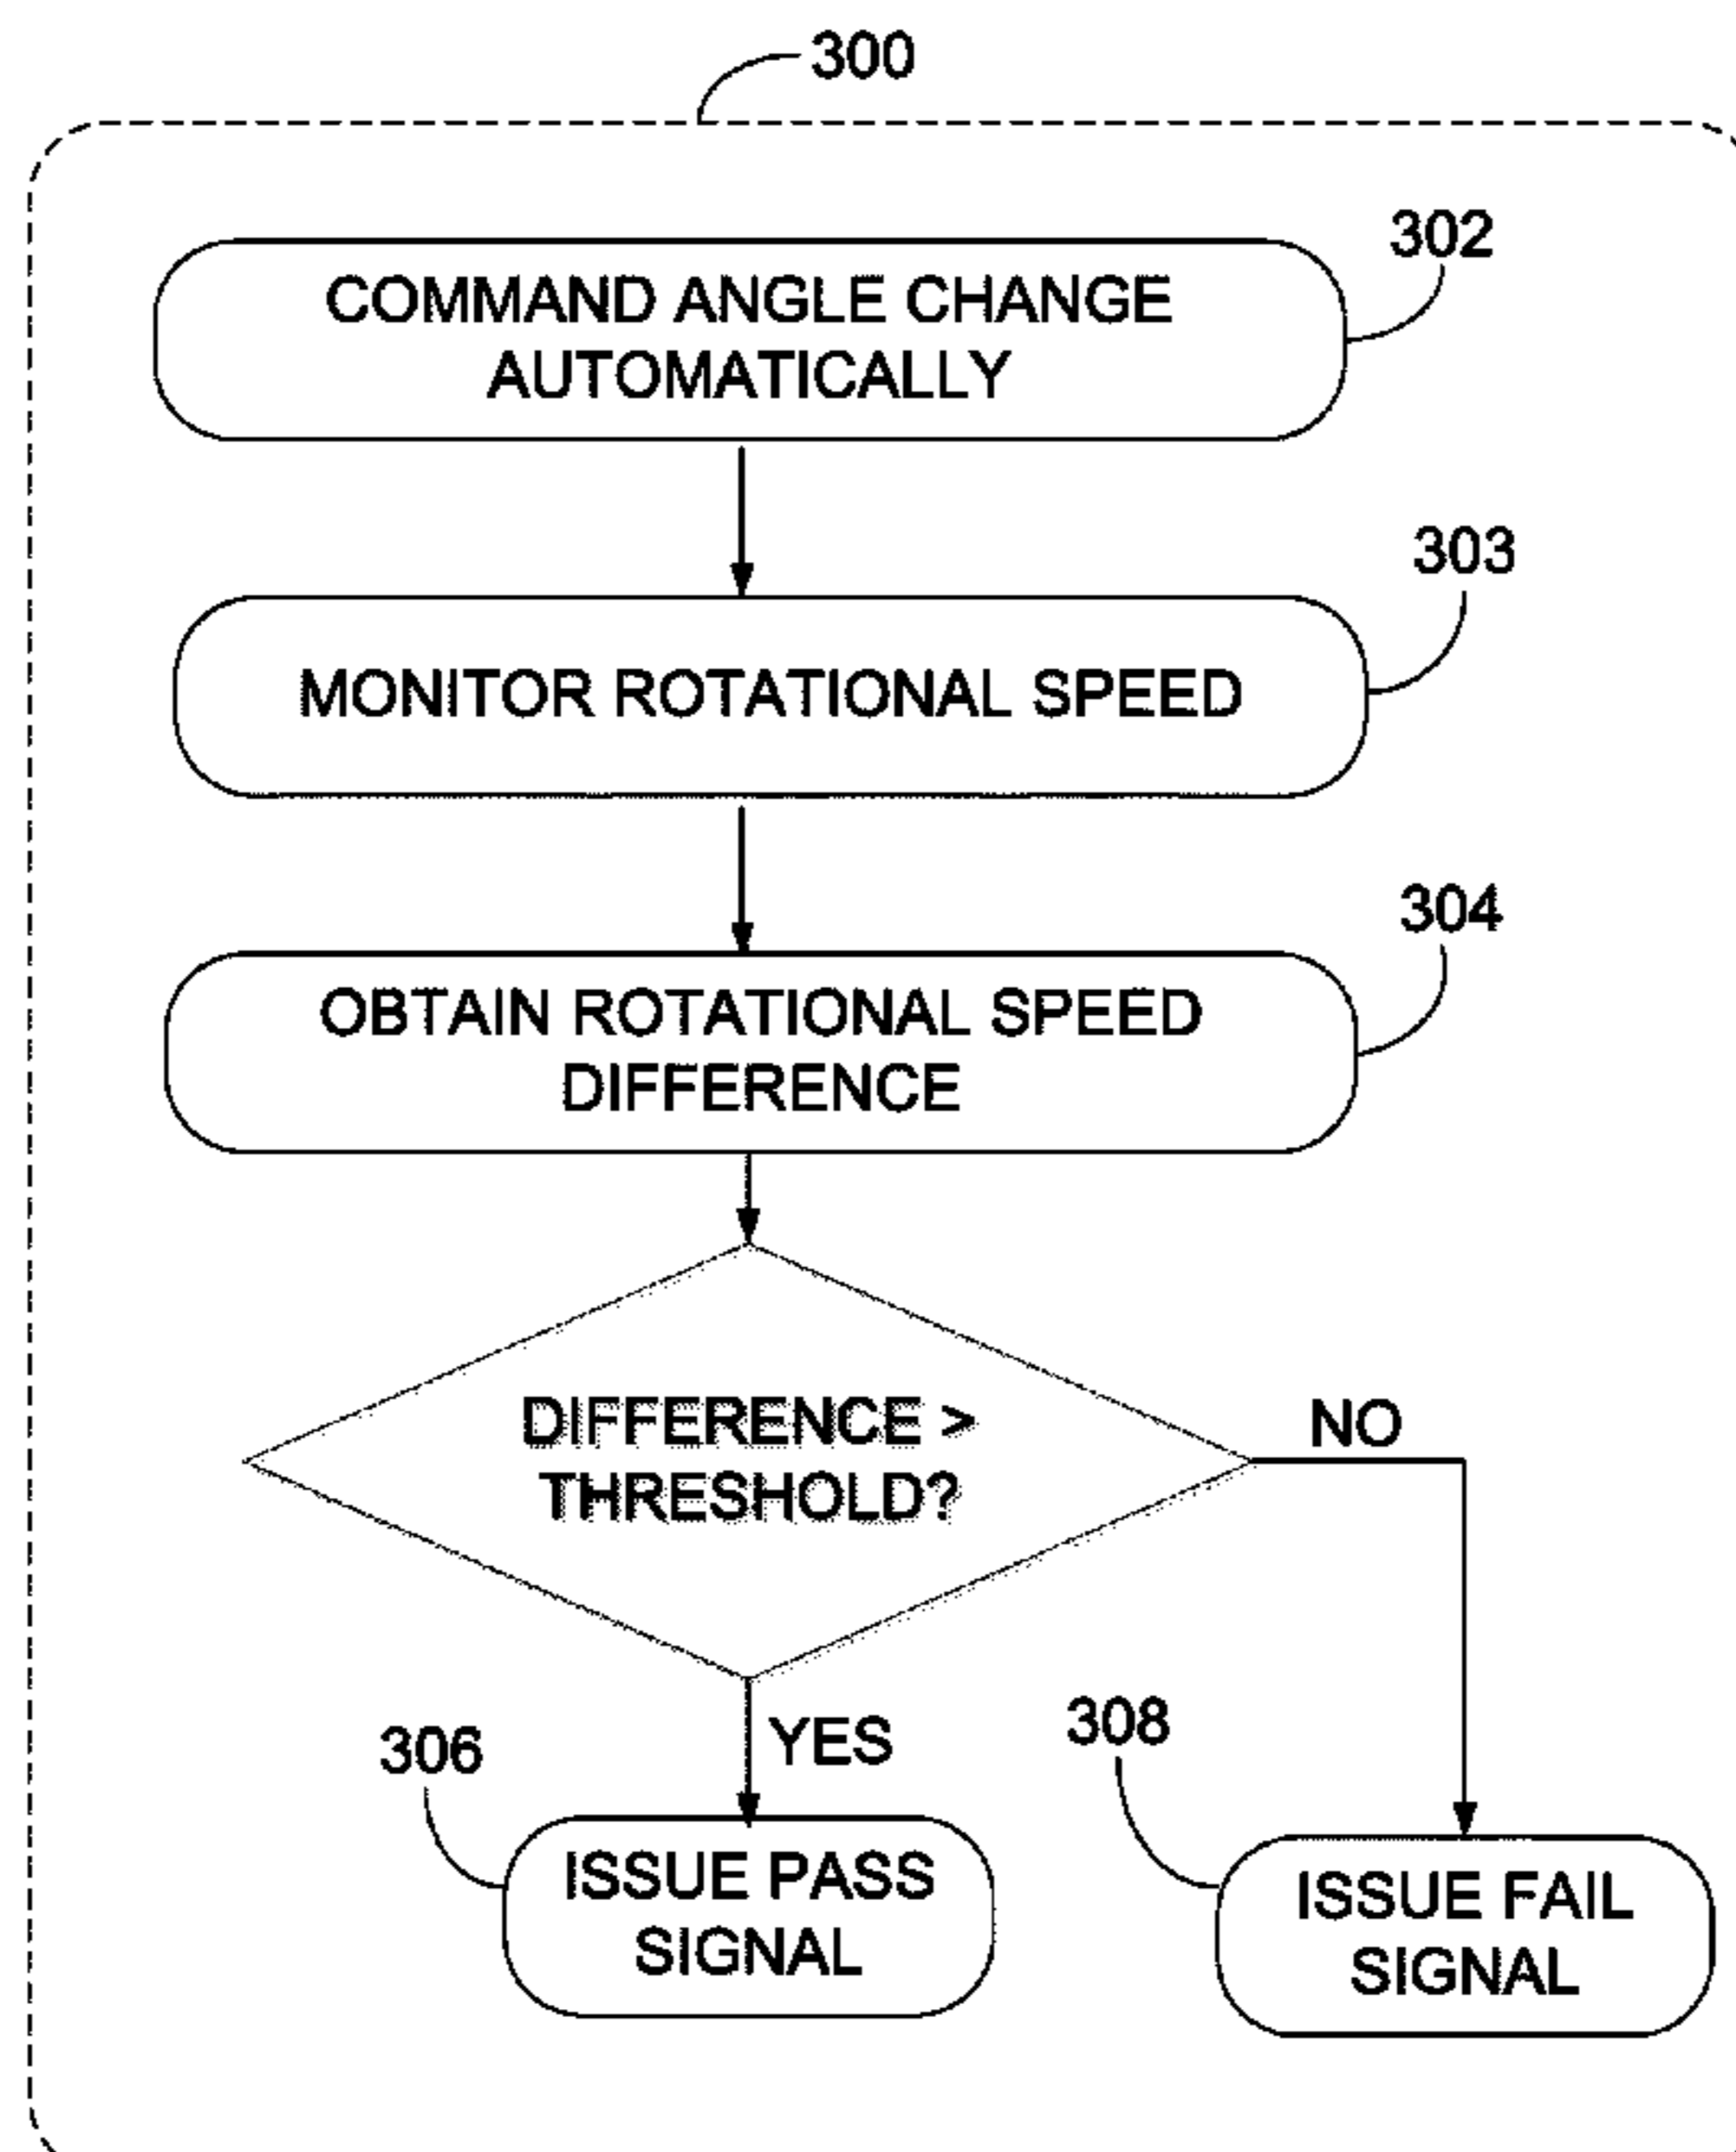 300
302
COMMAND ANGLE CHANGE
AUTOMATICALLY
303
MONITOR ROTATIONAL SPEED
304
OBTAIN ROTATIONAL SPEED
DIFFERENCE
DIFFERENCE >
THRESHOLD?
NO
YES
306
308
ISSUE PASS
SIGNAL
ISSUE FAIL
SIGNAL